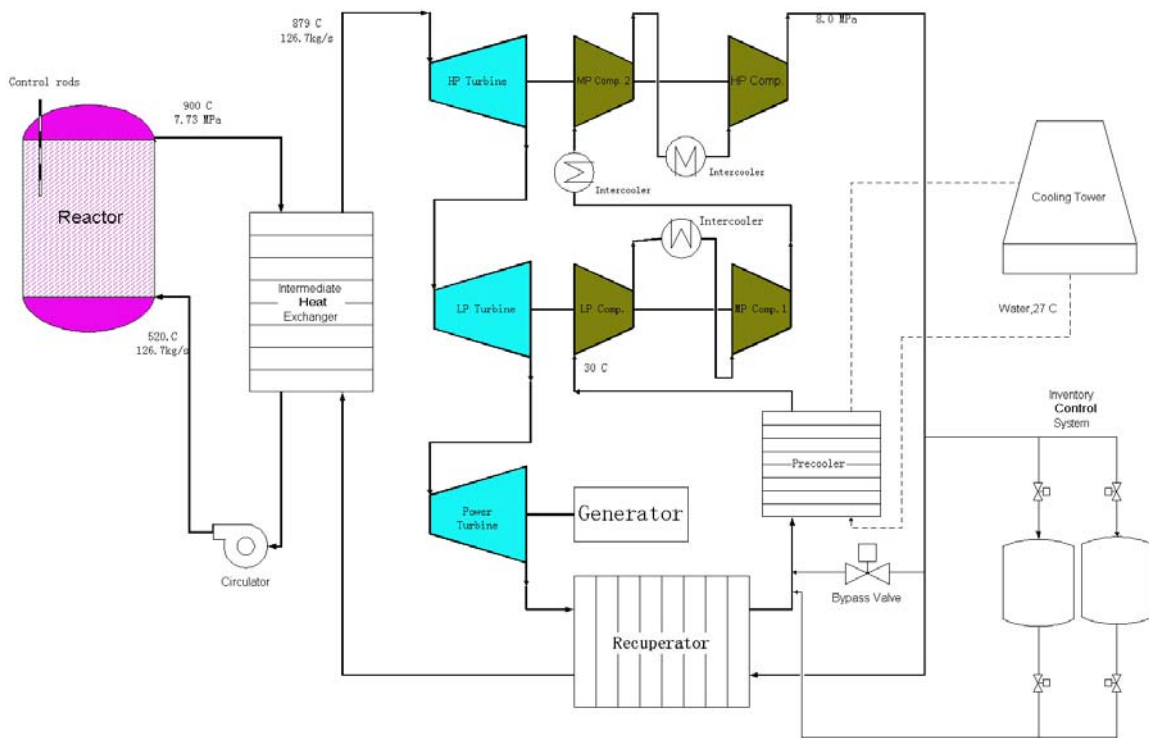 879 C
126.7kg/s
8.0 MPa
HP Turbine
MP Comp. 2
HP Comp.
Control rods
900 C
7.73 MPa
Intercooler
Intercooler
Reactor
Cooling Tower
Intercooler
Intermediate
Heat
Exchanger
LP Turbine
LP Comp.
MP Comp.1
Water,27 C
520.C
126.7kg/s
30 C
Inventory
Control
System
Precooler
Power
Turbine
Generator
Circulator
Bypass Valve
Recuperator